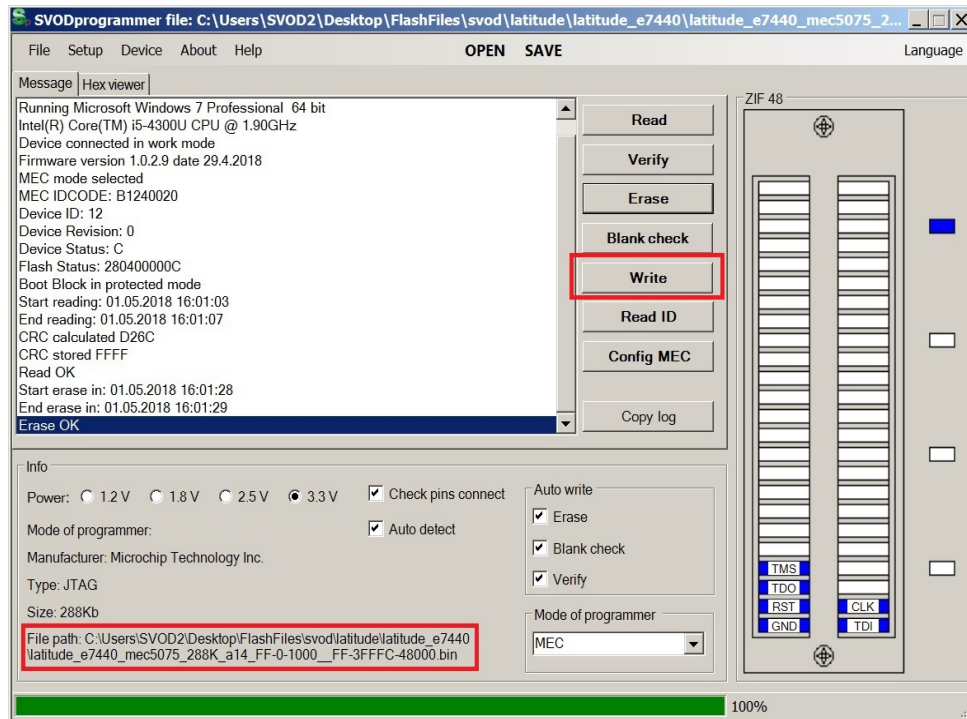 SVODprogrammer file: C:\Users\SVOD2\Desktop\FlashFiles\svod\latitude\latitude_e7440\latitude_e7440_mec5075_2...
File Setup Device About Help OPEN SAVE Language
Message Hex viewer
Running Microsoft Windows 7 Professional 64 bit
Intel(R) Core(TM) i5-4300U CPU @ 1.90GHz
Device connected in work mode
Firmware version 1.0.2.9 date 29.4.2018
MEC mode selected
MEC IDCODE: B1240020
Device ID: 12
Device Revision: 0
Device Status: C
Flash Status: 280400000C
Boot Block in protected mode
Start reading: 01.05.2018 16:01:03
End reading: 01.05.2018 16:01:07
CRC calculated D26C
CRC stored FFFF
Read OK
Start erase in: 01.05.2018 16:01:28
End erase in: 01.05.2018 16:01:29
Erase OK
Read
Verify
Erase
Blank check
Write
Read ID
Config MEC
Copy log
Info
Power: 1.2 V 1.8 V 2.5 V 3.3 V
Mode of programmer:
Manufacturer: Microchip Technology Inc.
Type: JTAG
Size: 288Kb
File path: C:\Users\SVOD2\Desktop\FlashFiles\svod\latitude\latitude_e7440
\latitude_e7440_mec5075_288K_a14_FF-0-1000__FF-3FFFC-48000.bin
Check pins connect
Auto detect
Auto write
Erase
Blank check
Verify
Mode of programmer
MEC
ZIF 48
TMS
TDO
RST CLK
GND TDI
100%